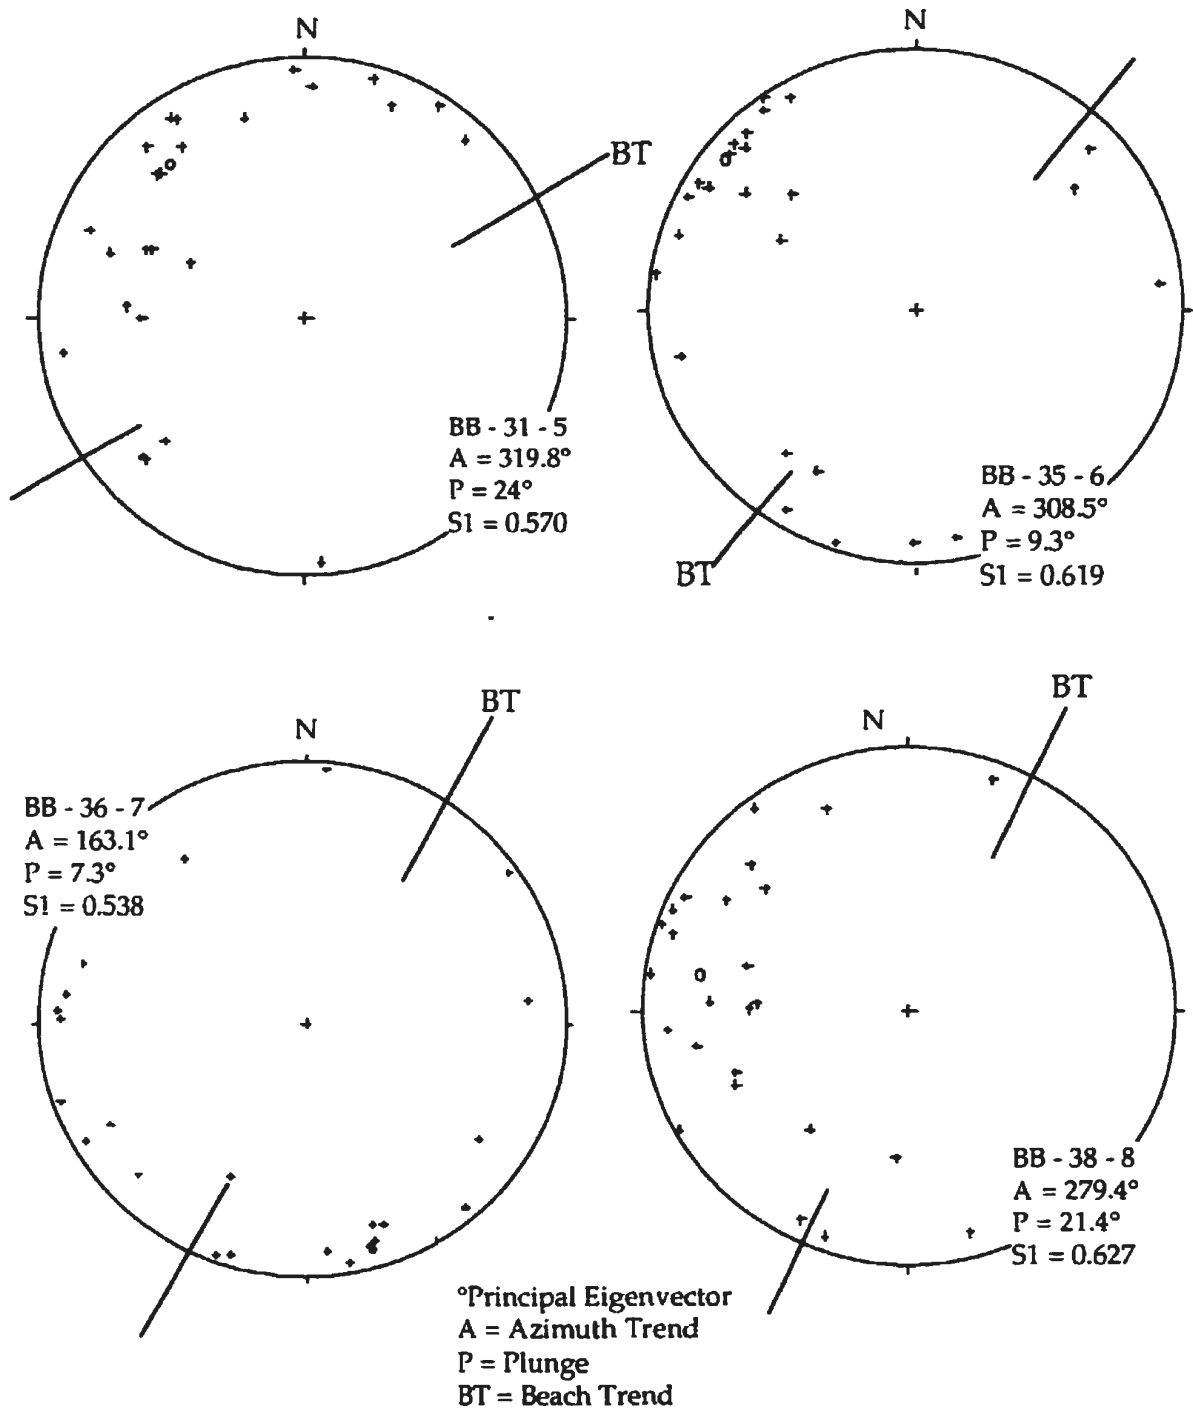 N
BT
BB - 31 - 5
A = 319.8°
P = 24°
S1 = 0.570
N
BB - 35 - 6
A = 308.5°
P = 9.3°
S1 = 0.619
BT
N
BT
BB - 36 - 7
A = 163.1°
P = 7.3°
S1 = 0.538
N
BT
BB - 38 - 8
A = 279.4°
P = 21.4°
S1 = 0.627
°Principal Eigenvector
A = Azimuth Trend
P = Plunge
BT = Beach Trend